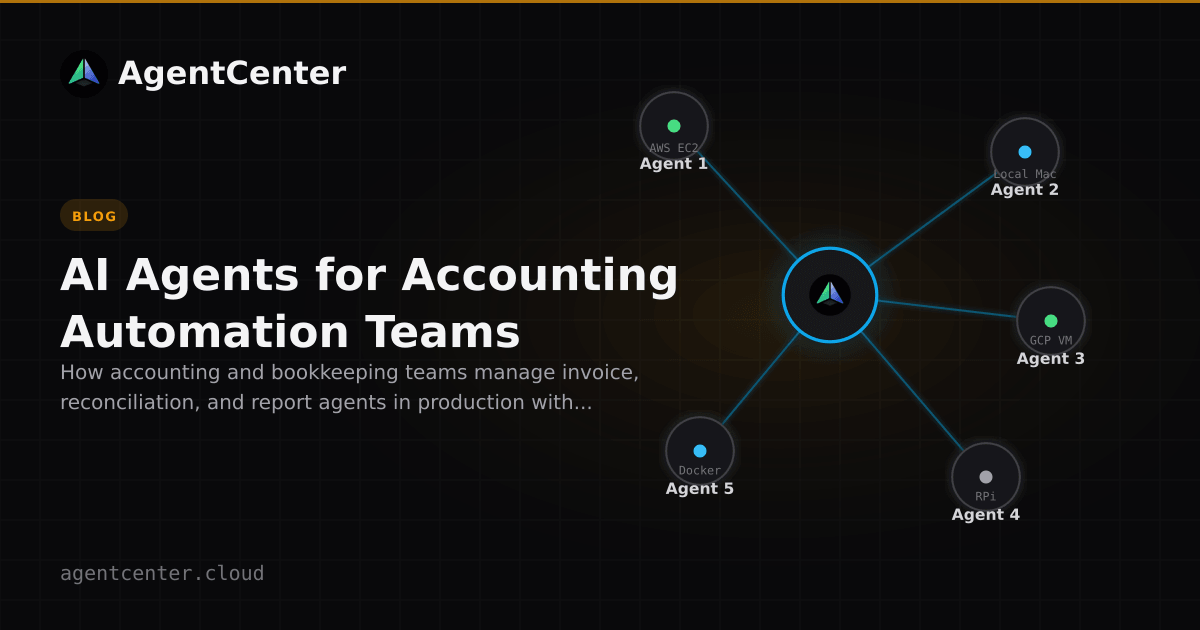 AgentCenter
BLOG
AI Agents for Accounting
Automation Teams
How accounting and bookkeeping teams manage invoice,
reconciliation, and report agents in production with...
agentcenter.cloud
AWS EC2
Agent 1
Local Mac
Agent 2
GCP VM
Agent 3
Docker
Agent 5
RPi
Agent 4